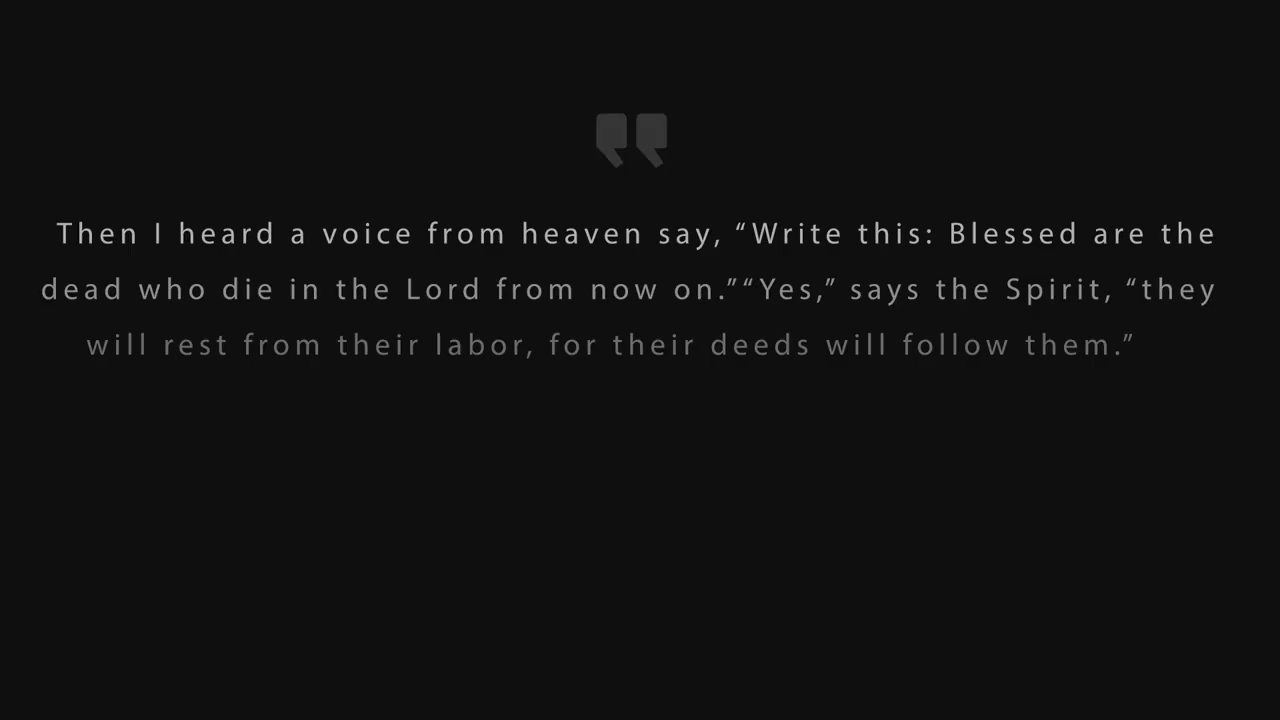 Then I heard a voice from heaven say, “Write this: Blessed are the
dead who die in the Lord from now on.”“Yes,” says the Spirit, “they
will rest from their labor, for their deeds will follow them.”